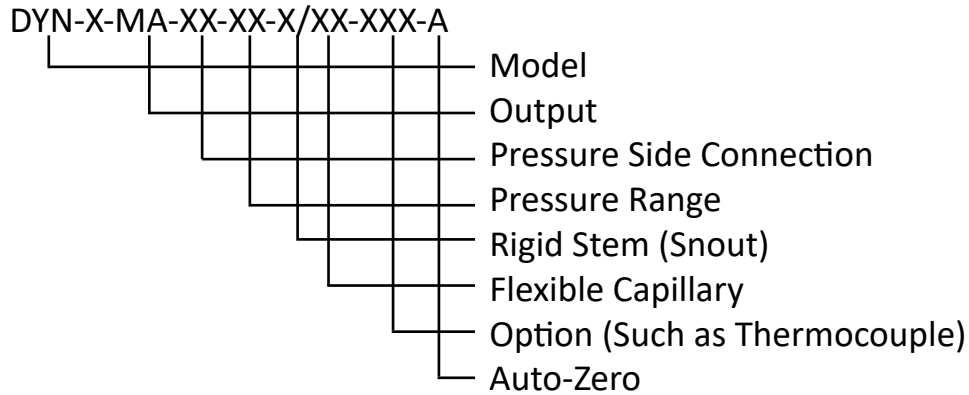 DYN-X-MA-XX-XX-X/XX-XXX-A
Model
Output
Pressure Side Connection
Pressure Range
Rigid Stem (Snout)
Flexible Capillary
Option (Such as Thermocouple)
Auto-Zero